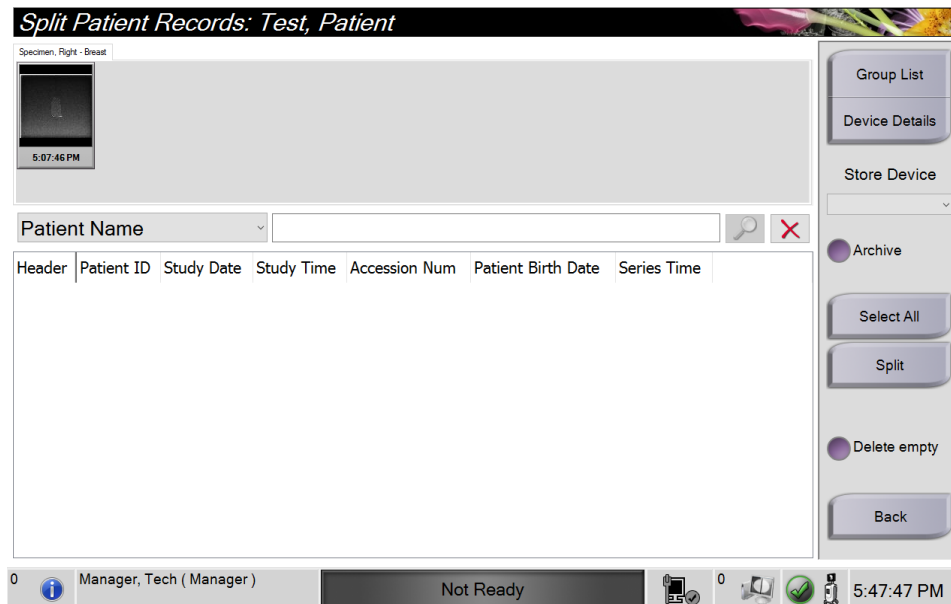 Split Patient Records: Test, Patient
Specimen, Right - Breast
5:07:46 PM
Group List
Device Details
Store Device
Patient Name
Archive
Header Patient ID Study Date Study Time Accession Num Patient Birth Date Series Time
Select All
Split
Delete empty
Back
0 Manager, Tech ( Manager ) Not Ready 0 5:47:47 PM